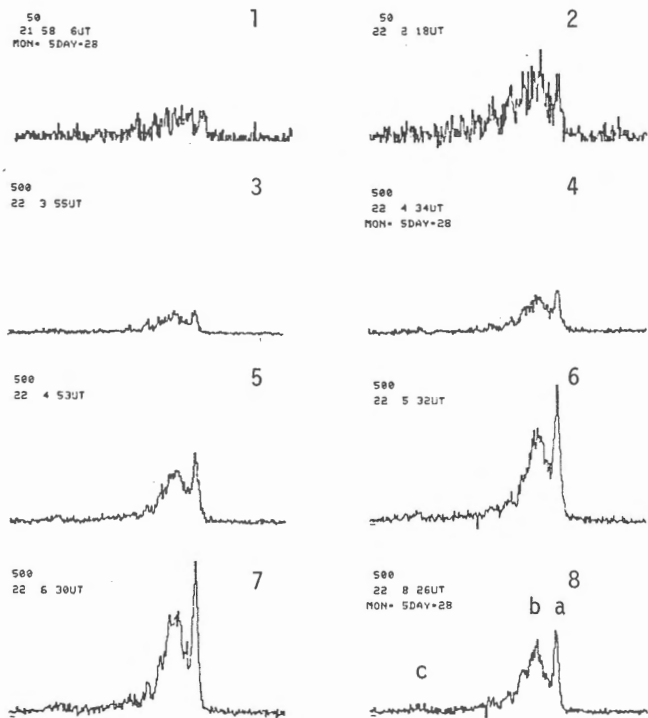 50
21 58 6UT
MON= 5DAY=28
1
50
22 2 18UT
2
500
22 3 55UT
3
500
22 4 34UT
MON= 5DAY=28
4
500
22 4 53UT
5
500
22 5 32UT
6
500
22 6 30UT
7
500
22 8 26UT
MON= 5DAY=28
8
b a
c